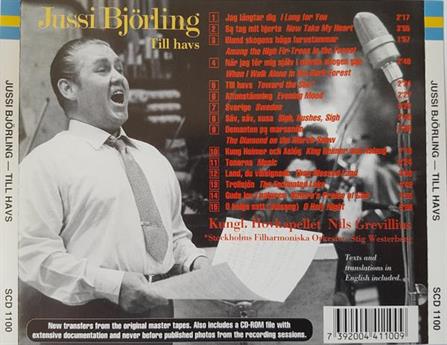 Jussi Björling
Till havs
1 Jag längtar dig I Long for You 2'17
2 Så tag mit hjerte Now Take My Heart
3 Bland skogens höga furustammar
Among the High Fir-Trees in the Forest
4 När jag för mig själv i mörka skogen går
When I Walk Alone in the Dark Forest
5 Till havs Toward the Sea
6 Aftonstämning Evening Mood
7 Sverige Sweden
8 Säv, säv, susa Sigh, Rushes, Sigh
9 Demanten på marssnön
The Diamond on the March Snow
10 Kung Heimer och Aslög King Heimer and Aslög
11 Tonerna Music
12 Land, du välsignade
13 Trollsjön The Enchanted Lake
14
15 O helga natt O Holy Night
Kungl. Hovkapellet Nils Grevillius
*Stockholms Filharmoniska Orkester Stig Westerberg
Texts and
translations in
English included.
New transfers from the original master tapes. Also includes a CD-ROM file with
extensive documentation and never before published photos from the recording sessions.
7 392004 411009
JUSSI BJÖRLING — TILL HAVS
SCD 1100
JUSSI BJÖRLING — TILL HAVS
SCD 1100